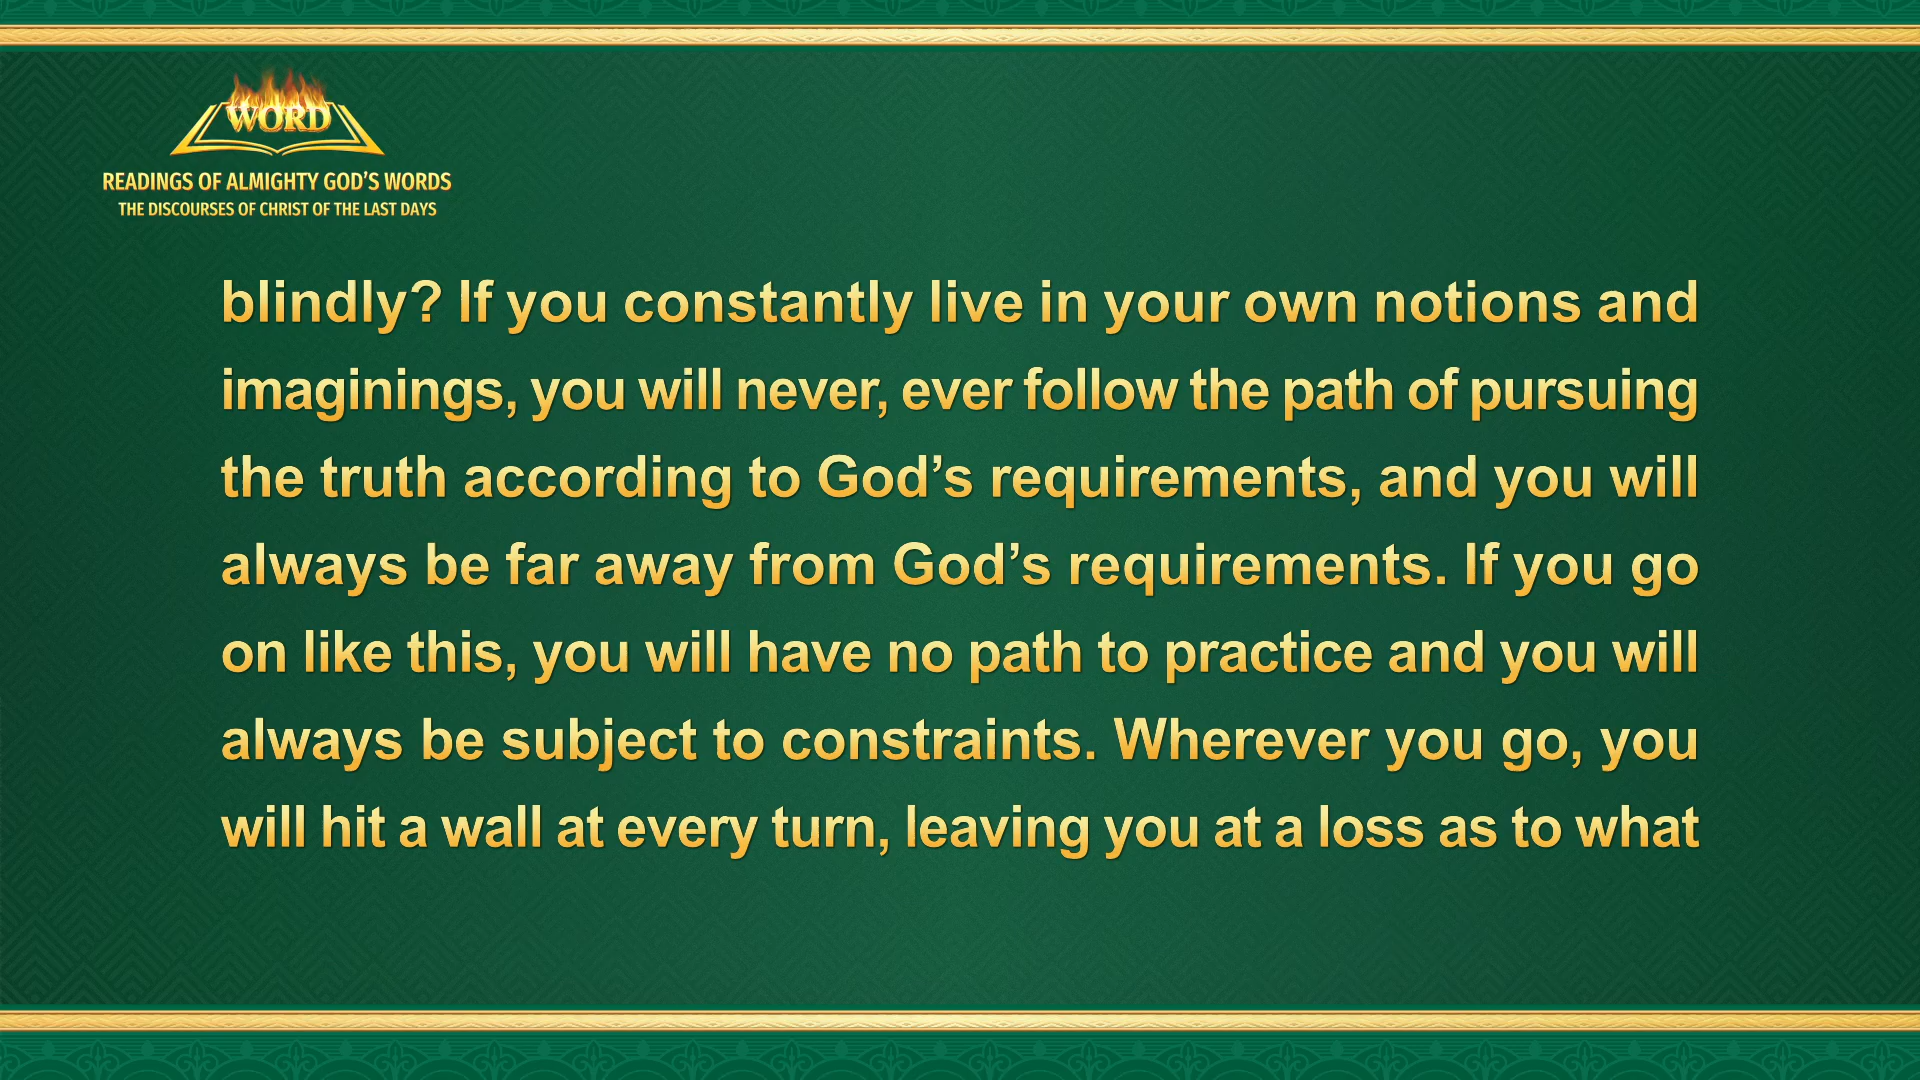 WORD
READINGS OF ALMIGHTY GOD’S WORDS
THE DISCOURSES OF CHRIST OF THE LAST DAYS
blindly? If you constantly live in your own notions and
imaginings, you will never, ever follow the path of pursuing
the truth according to God’s requirements, and you will
always be far away from God’s requirements. If you go
on like this, you will have no path to practice and you will
always be subject to constraints. Wherever you go, you
will hit a wall at every turn, leaving you at a loss as to what